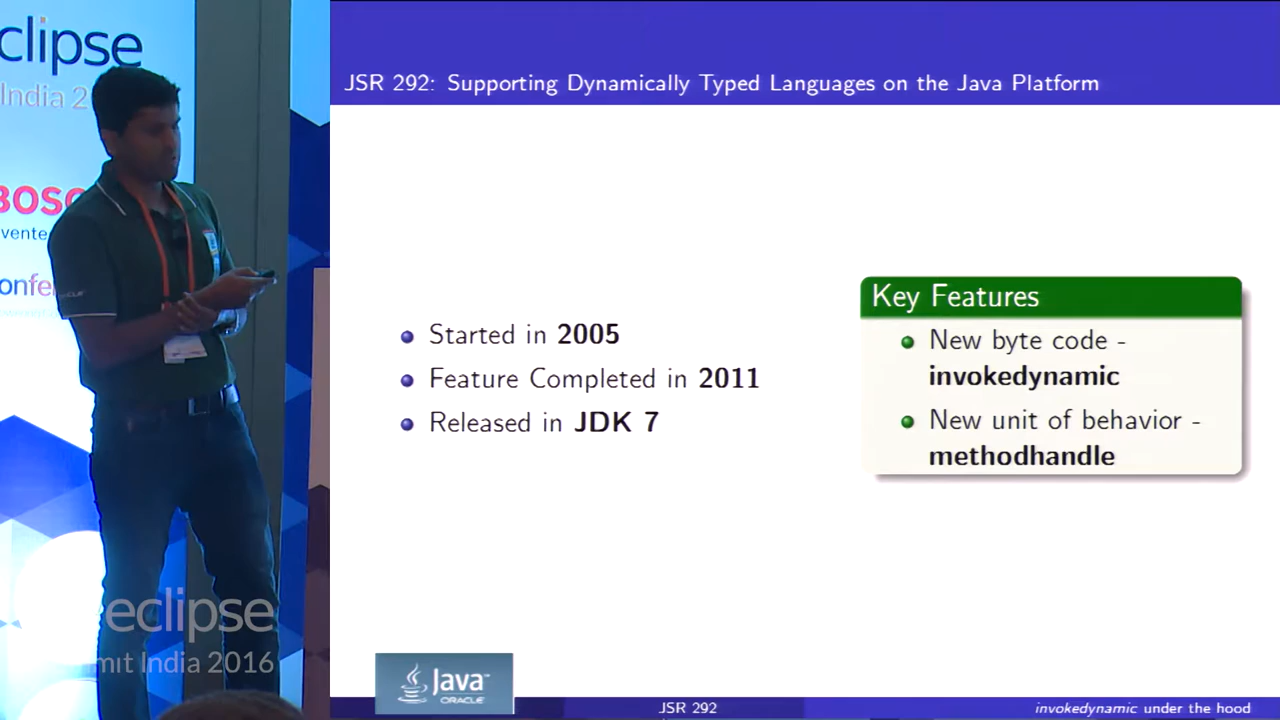 clipse
India 2
BOSC
vente
onfe
JSR 292: Supporting Dynamically Typed Languages on the Java Platform
Started in 2005
Feature Completed in 2011
Released in JDK 7
Key Features
New byte code -
invokedynamic
New unit of behavior -
methodhandle
eclipse
mit India 2016
Java
ORACLE
JSR 292
invokedynamic under the hood